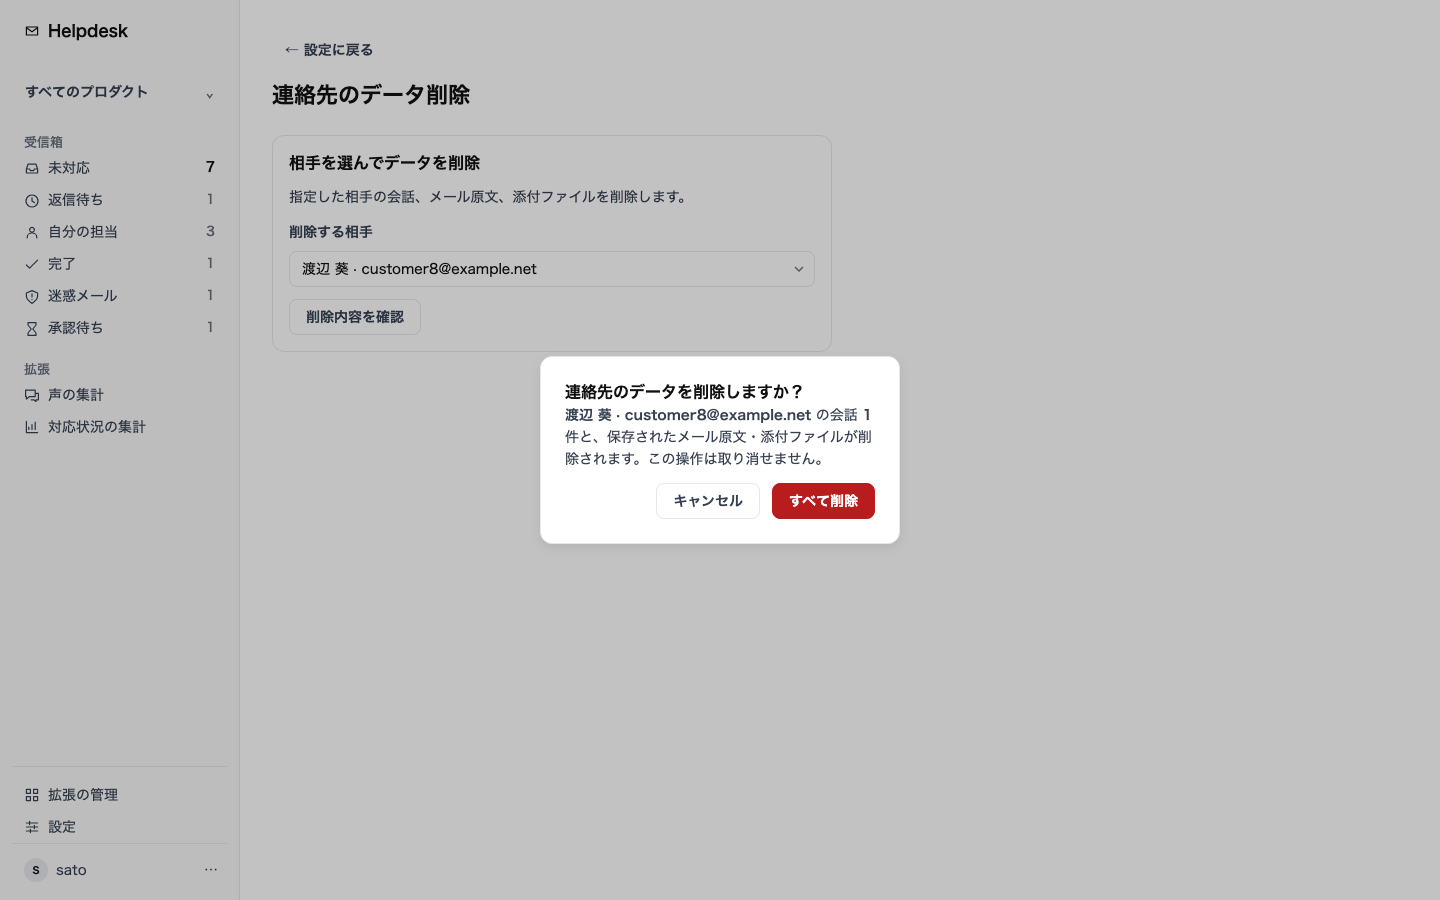 Helpdesk
すべてのプロダクト
受信箱
未対応 7
返信待ち 1
自分の担当 3
完了 1
迷惑メール 1
承認待ち 1
拡張
声の集計
対応状況の集計
拡張の管理
設定
S sato ...
← 設定に戻る
連絡先のデータ削除
相手を選んでデータを削除
指定した相手の会話、メール原文、添付ファイルを削除します。
削除する相手
渡辺 葵 · customer8@example.net
削除内容を確認
連絡先のデータを削除しますか？
渡辺 葵 · customer8@example.net の会話 1
件と、保存されたメール原文・添付ファイルが削
除されます。この操作は取り消せません。
キャンセル
すべて削除